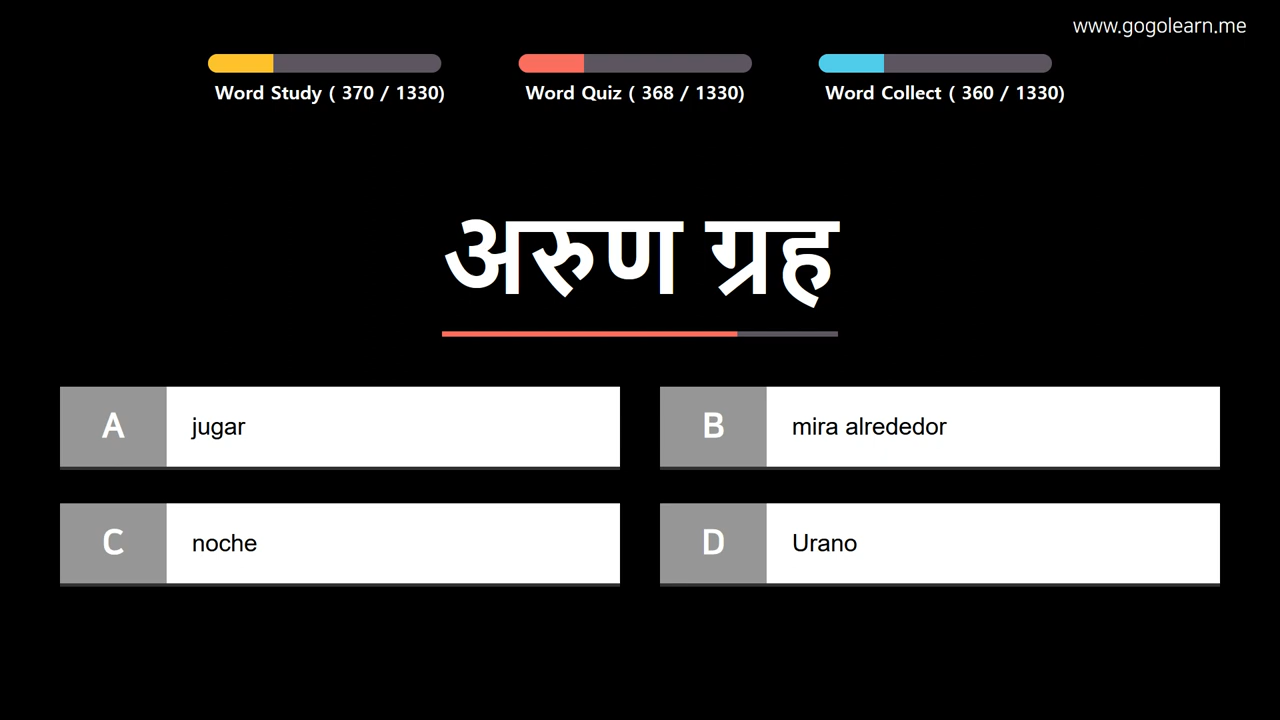 www.gogolearn.me
Word Study ( 370 / 1330)
Word Quiz ( 368 / 1330)
Word Collect ( 360 / 1330)
अरुण ग्रह
A jugar
B mira alrededor
C noche
D Urano